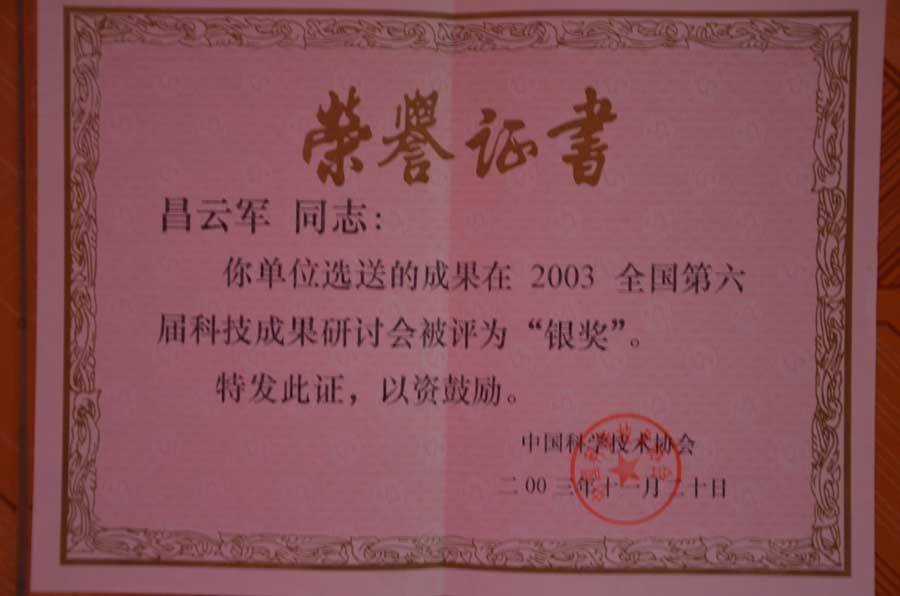 榮譽证書
昌云军 同志：
你单位选送的成果在 2003 全国第六
届科技成果研讨会被评为“银奖”。
特发此证，以资鼓励。
中国科学技术协会
二00三年十一月二十日